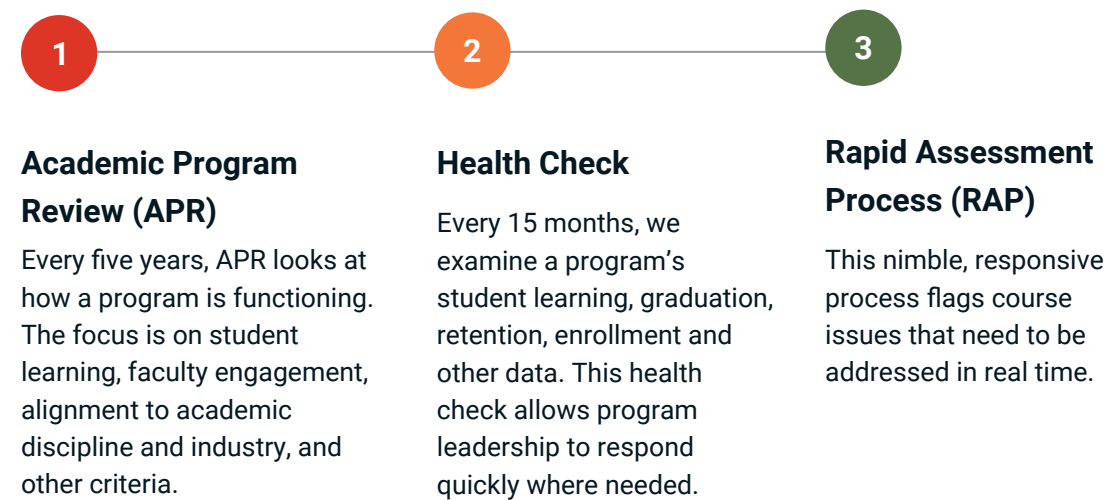 1
Academic Program
Review (APR)
Every five years, APR looks at
how a program is functioning.
The focus is on student
learning, faculty engagement,
alignment to academic
discipline and industry, and
other criteria.
2
Health Check
Every 15 months, we
examine a program’s
student learning, graduation,
retention, enrollment and
other data. This health
check allows program
leadership to respond
quickly where needed.
3
Rapid Assessment
Process (RAP)
This nimble, responsive
process flags course
issues that need to be
addressed in real time.